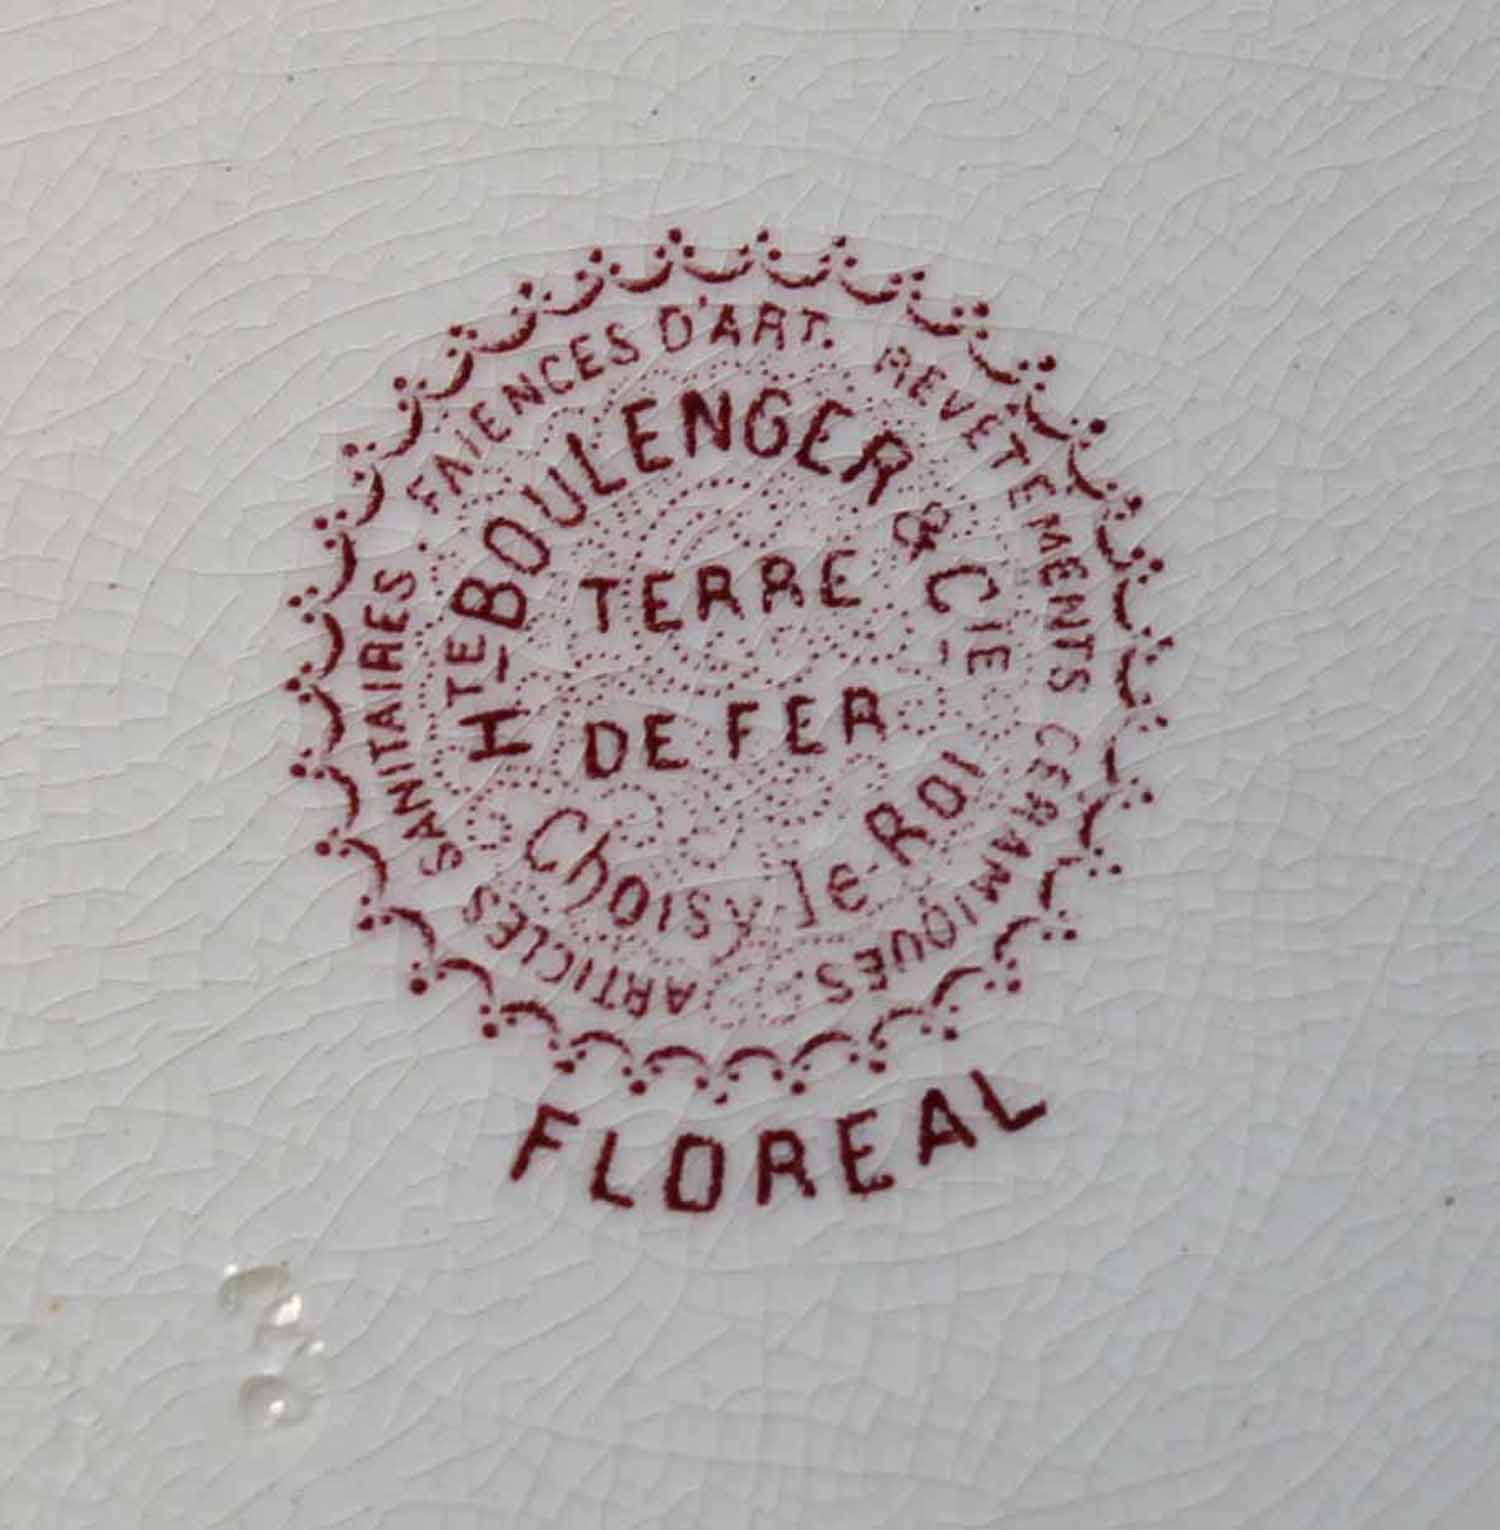 FAIENCES D'ART. REVETEMENTS CERAMIQUES
ARTICLES SANITAIRES
HTE BOULENGER & CIE
TERRE
DE FER
Choisy le Roi
FLOREAL